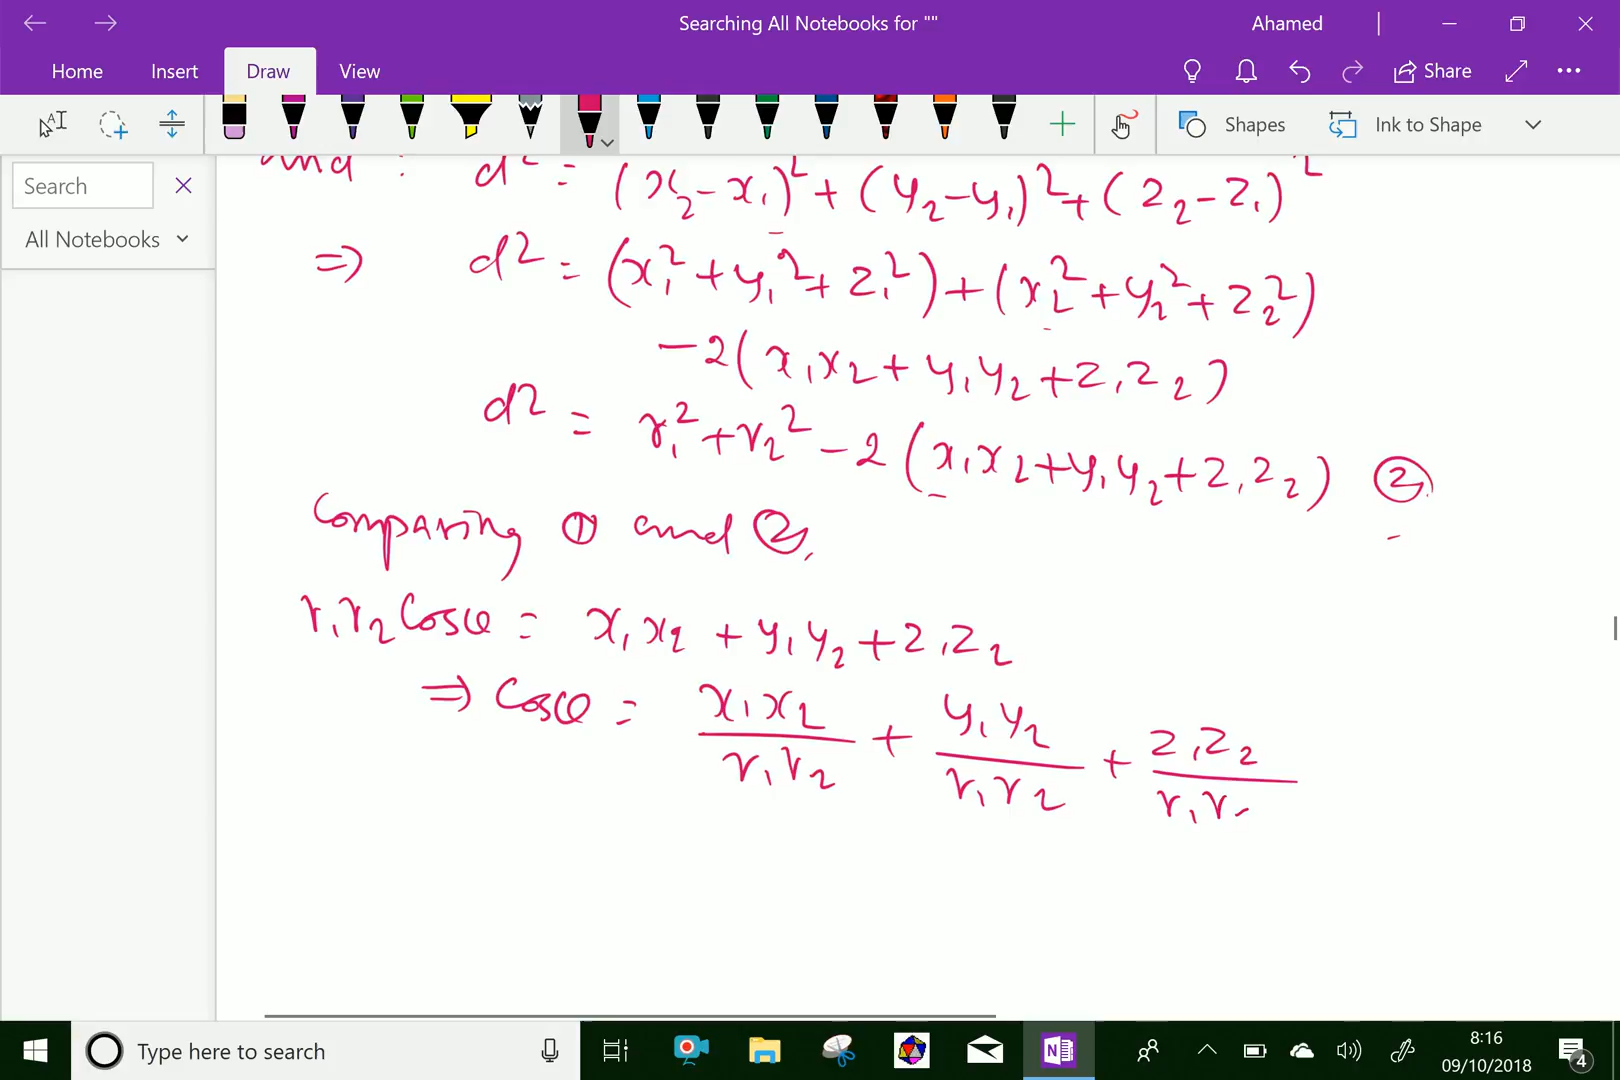 Searching All Notebooks for ""
Ahamed
Home Insert Draw View
Share
Shapes Ink to Shape
Search
All Notebooks
and : d² = (x₂-x₁)² + (y₂-y₁)² + (z₂-z₁)²
⇒ d² = (x₁²+y₁²+z₁²) + (x₂²+y₂²+z₂²)
-2(x₁x₂+y₁y₂+z₁z₂)
d² = r₁²+r₂²-2(x₁x₂+y₁y₂+z₁z₂) ②
Comparing ① and ②,
r₁r₂Cosθ = x₁x₂ + y₁y₂ + z₁z₂
⇒ Cosθ = x₁x₂/r₁r₂ + y₁y₂/r₁r₂ + z₁z₂/r₁r
Type here to search
8:16
09/10/2018
4